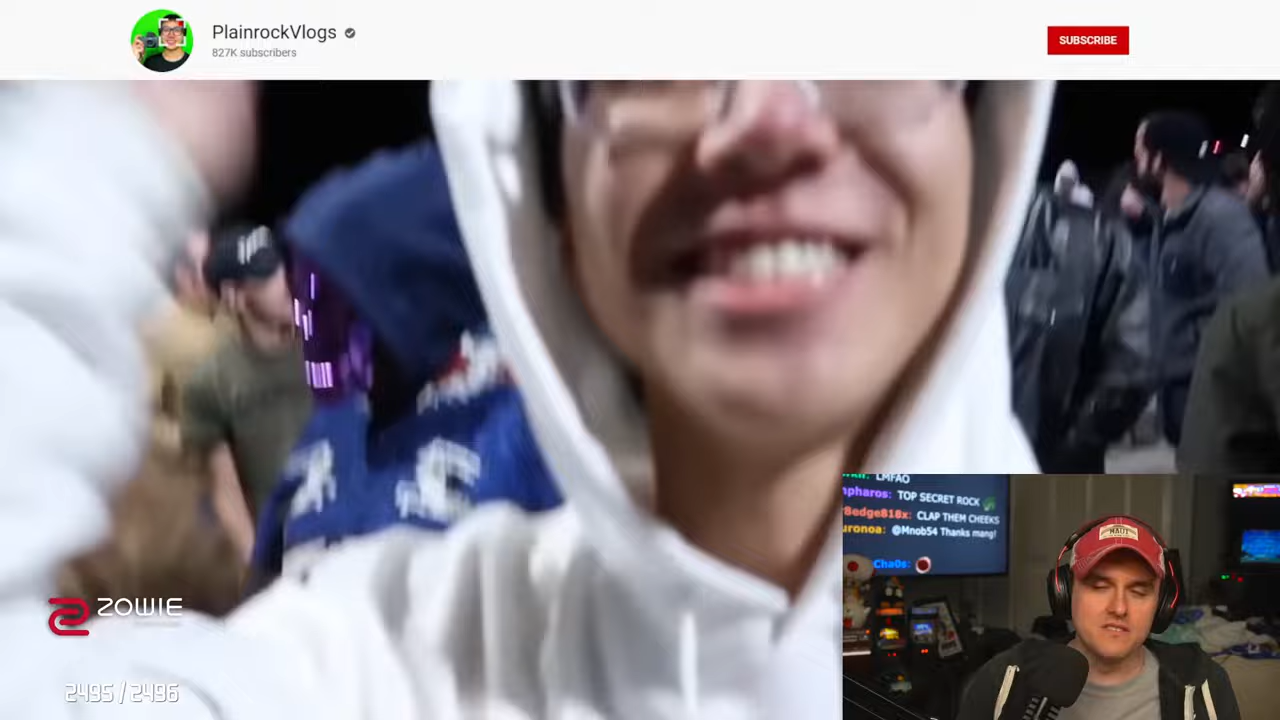 PlainrockVlogs
827K subscribers
SUBSCRIBE
LMFAO
TOP SECRET ROCK
CLAP THEM CHEEKS
@Mnob54 Thanks mang!
ZOWIE
2495 / 2496